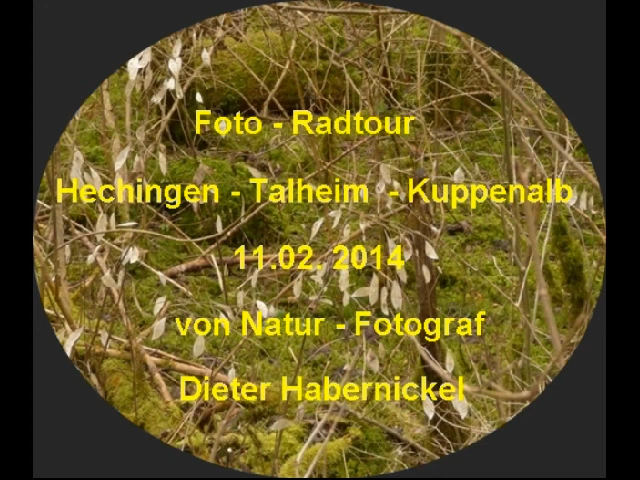 Foto - Radtour
Hechingen - Talheim - Kuppenalb
11.02. 2014
von Natur - Fotograf
Dieter Habernickel